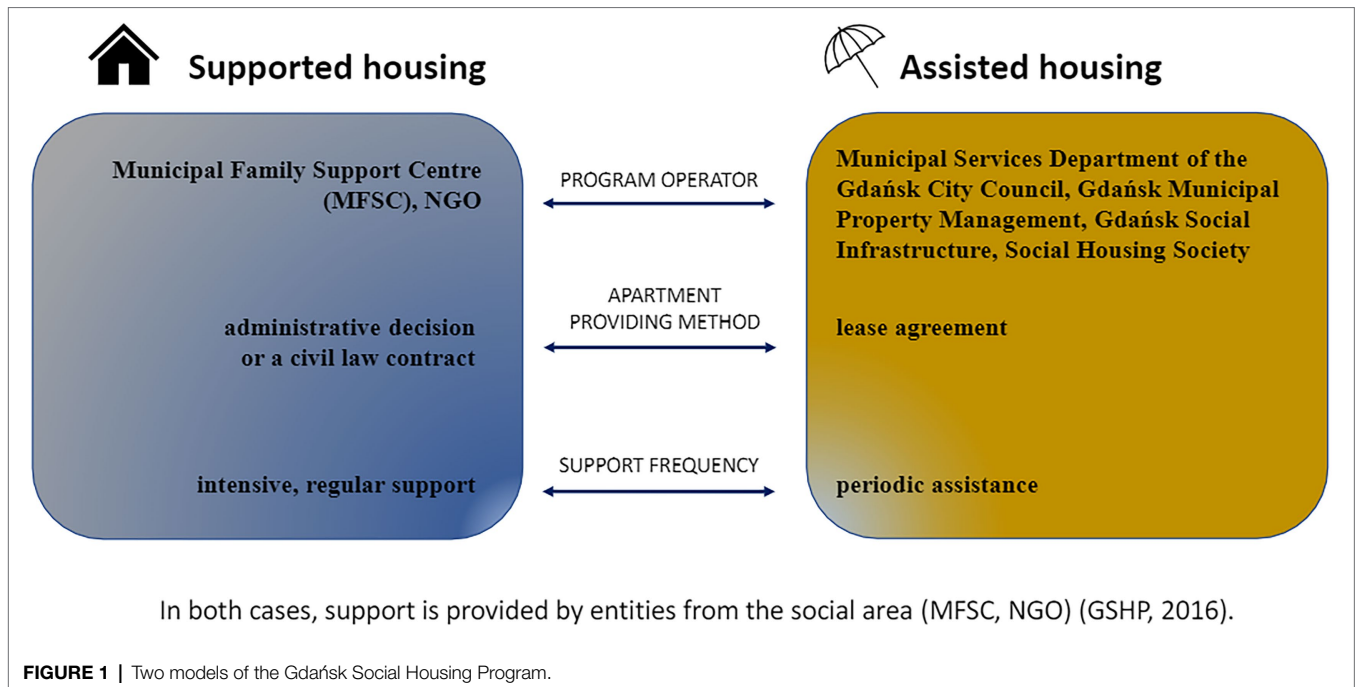 Supported housing
Assisted housing
Municipal Family Support Centre
(MFSC), NGO
PROGRAM OPERATOR
Municipal Services Department of the
Gdańsk City Council, Gdańsk Municipal
Property Management, Gdańsk Social
Infrastructure, Social Housing Society
administrative decision
or a civil law contract
APARTMENT
PROVIDING METHOD
lease agreement
intensive, regular support
SUPPORT FREQUENCY
periodic assistance
In both cases, support is provided by entities from the social area (MFSC, NGO) (GSHP, 2016).
FIGURE 1 | Two models of the Gdańsk Social Housing Program.